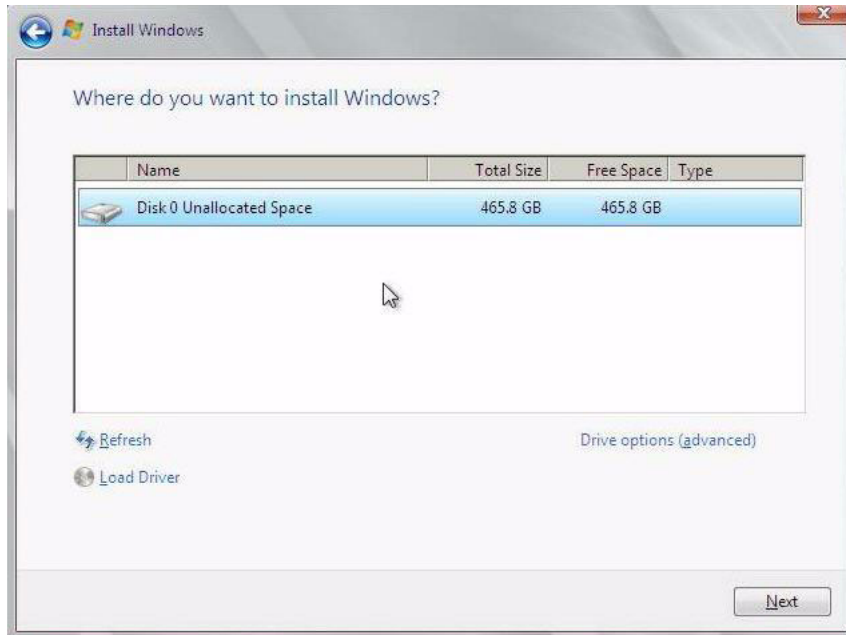 Install Windows
Where do you want to install Windows?
Name Total Size Free Space Type
Disk 0 Unallocated Space 465.8 GB 465.8 GB
Refresh Drive options (advanced)
Load Driver
Next